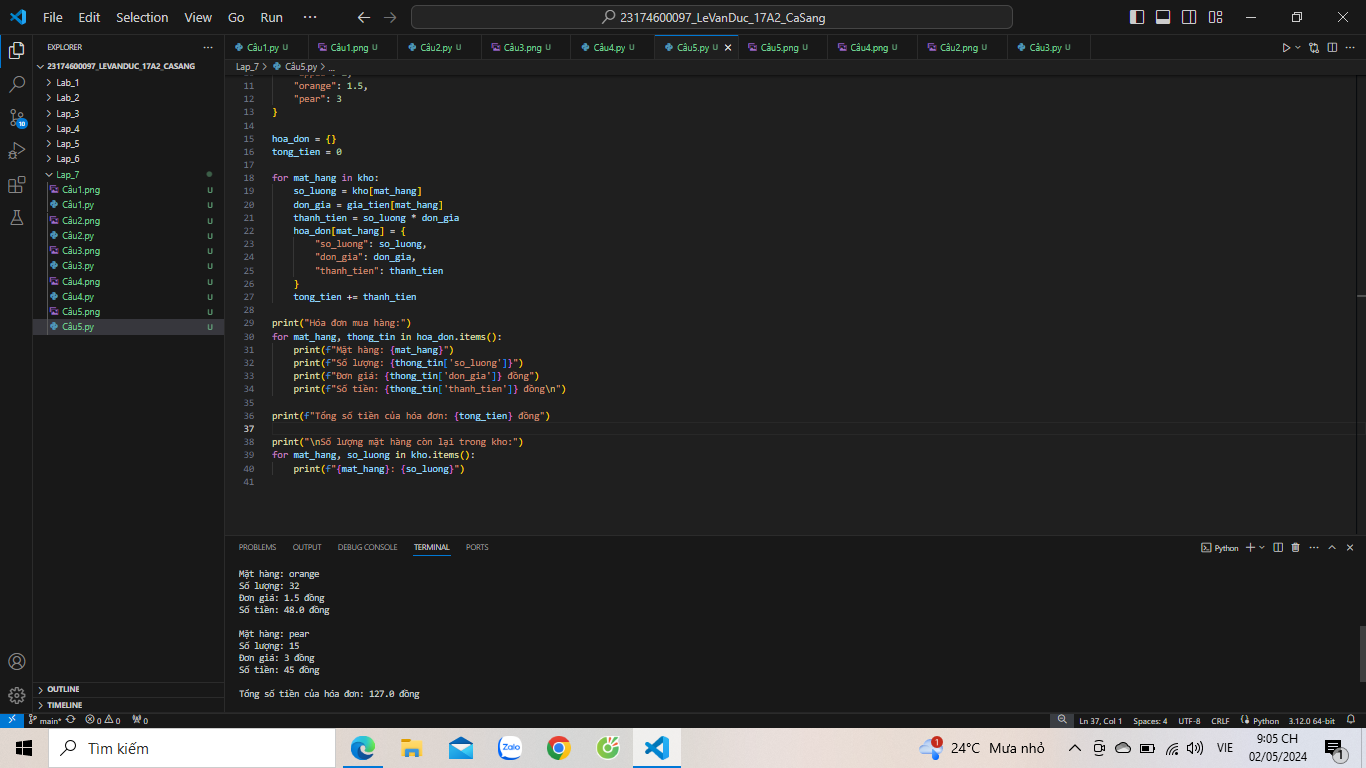 File Edit Selection View Go Run ···
23174600097_LeVanDuc_17A2_CaSang
EXPLORER
Câu1.py U
Câu1.png U
Câu2.py U
Câu3.png U
Câu4.py U
Câu5.py U
Câu5.png U
Câu4.png U
Câu2.png U
Câu3.py U
23174600097_LEVANDUC_17A2_CASANG
Lab_1
Lab_2
Lap_3
Lap_4
Lap_5
Lap_6
Lap_7
Câu1.png U
Câu1.py U
Câu2.png U
Câu2.py U
Câu3.png U
Câu3.py U
Câu4.png U
Câu4.py U
Câu5.png U
Câu5.py U
OUTLINE
TIMELINE
10
Lap_7 > Câu5.py > ...
11 "orange": 1.5,
12 "pear": 3
13 }
14
15 hoa_don = {}
16 tong_tien = 0
17
18 for mat_hang in kho:
19 so_luong = kho[mat_hang]
20 don_gia = gia_tien[mat_hang]
21 thanh_tien = so_luong * don_gia
22 hoa_don[mat_hang] = {
23 "so_luong": so_luong,
24 "don_gia": don_gia,
25 "thanh_tien": thanh_tien
26 }
27 tong_tien += thanh_tien
28
29 print("Hóa đơn mua hàng:")
30 for mat_hang, thong_tin in hoa_don.items():
31 print(f"Mặt hàng: {mat_hang}")
32 print(f"Số lượng: {thong_tin['so_luong']}")
33 print(f"Đơn giá: {thong_tin['don_gia']} đồng")
34 print(f"Số tiền: {thong_tin['thanh_tien']} đồng\n")
35
36 print(f"Tổng số tiền của hóa đơn: {tong_tien} đồng")
37
38 print("\nSố lượng mặt hàng còn lại trong kho:")
39 for mat_hang, so_luong in kho.items():
40 print(f"{mat_hang}: {so_luong}")
41
PROBLEMS OUTPUT DEBUG CONSOLE TERMINAL PORTS
Python
Mặt hàng: orange
Số lượng: 32
Đơn giá: 1.5 đồng
Số tiền: 48.0 đồng
Mặt hàng: pear
Số lượng: 15
Đơn giá: 3 đồng
Số tiền: 45 đồng
Tổng số tiền của hóa đơn: 127.0 đồng
main* 0 0 0
Ln 37, Col 1 Spaces: 4 UTF-8 CRLF Python 3.12.0 64-bit
Tìm kiếm
Zalo
1
24°C Mưa nhỏ
VIE
9:05 CH
02/05/2024
1